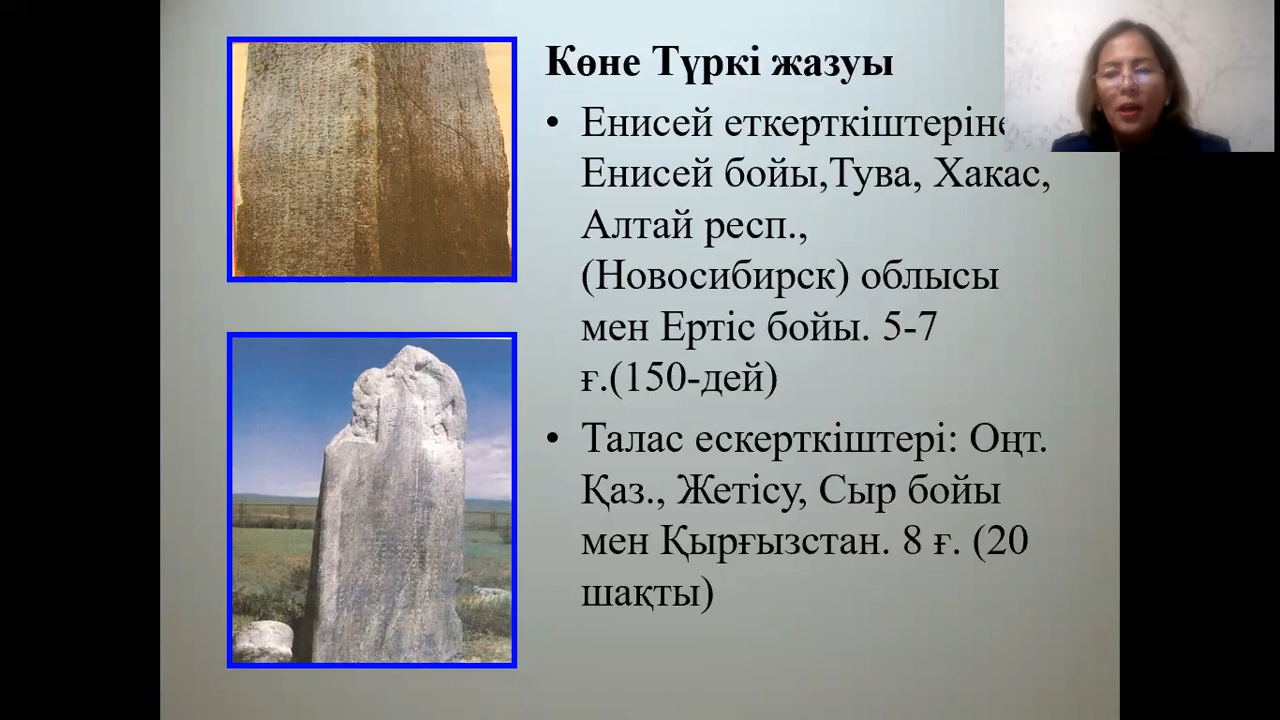 Көне Түркі жазуы
• Енисей
Енисей бойы,Тува, Хакас,
Алтай респ.,
(Новосибирск) облысы
мен Ертіс бойы. 5-7
ғ.(150-дей)
• Талас ескерткіштері: Оңт.
Қаз., Жетісу, Сыр бойы
мен Қырғызстан. 8 ғ. (20
шақты)